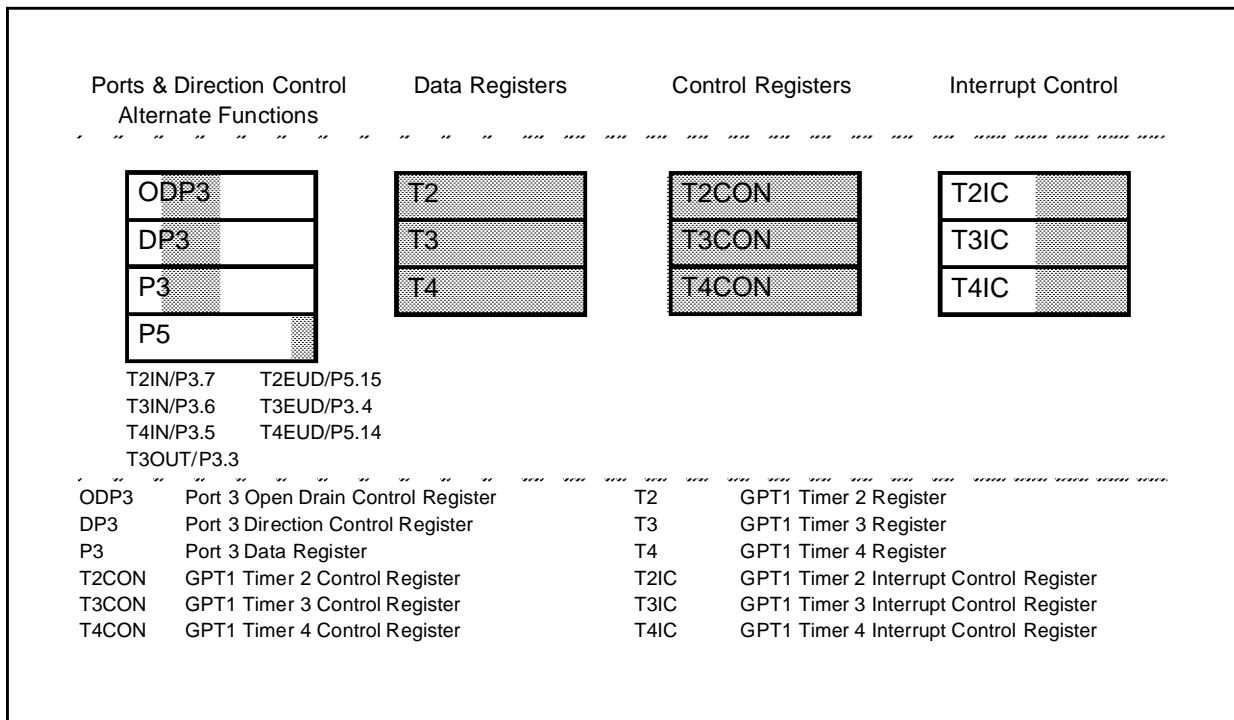 Ports & Direction Control Data Registers Control Registers Interrupt Control
Alternate Functions
ODP3 T2 T2CON T2IC
DP3 T3 T3CON T3IC
P3 T4 T4CON T4IC
P5
T2IN/P3.7 T2EUD/P5.15
T3IN/P3.6 T3EUD/P3.4
T4IN/P3.5 T4EUD/P5.14
T3OUT/P3.3
ODP3 Port 3 Open Drain Control Register T2 GPT1 Timer 2 Register
DP3 Port 3 Direction Control Register T3 GPT1 Timer 3 Register
P3 Port 3 Data Register T4 GPT1 Timer 4 Register
T2CON GPT1 Timer 2 Control Register T2IC GPT1 Timer 2 Interrupt Control Register
T3CON GPT1 Timer 3 Control Register T3IC GPT1 Timer 3 Interrupt Control Register
T4CON GPT1 Timer 4 Control Register T4IC GPT1 Timer 4 Interrupt Control Register